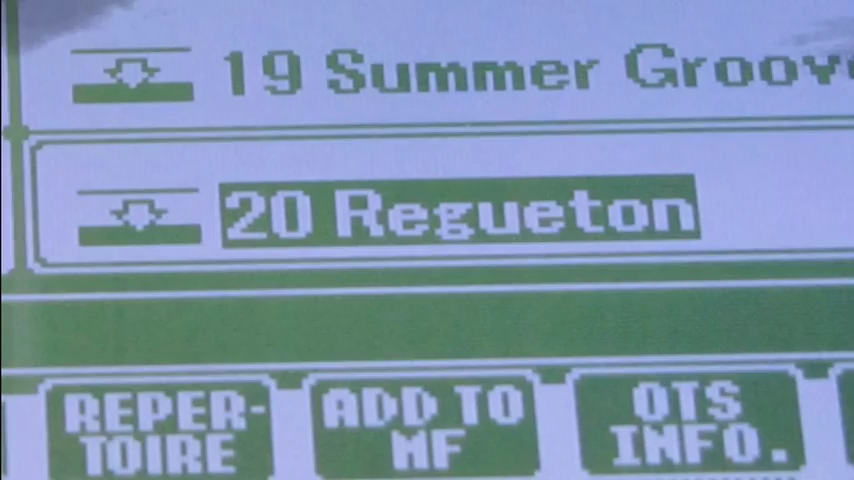 19 Summer Groov
20 Regueton
REPER-
TOIRE
ADD TO
MF
OTS
INFO.